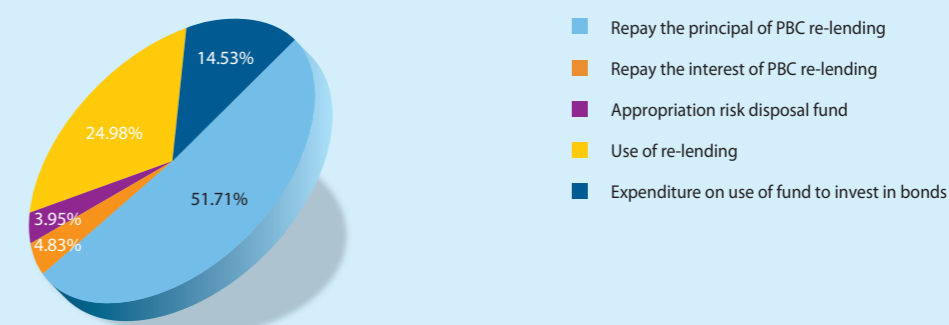 14.53%
24.98%
51.71%
3.95%
4.83%
Repay the principal of PBC re-lending
Repay the interest of PBC re-lending
Appropriation risk disposal fund
Use of re-lending
Expenditure on use of fund to invest in bonds